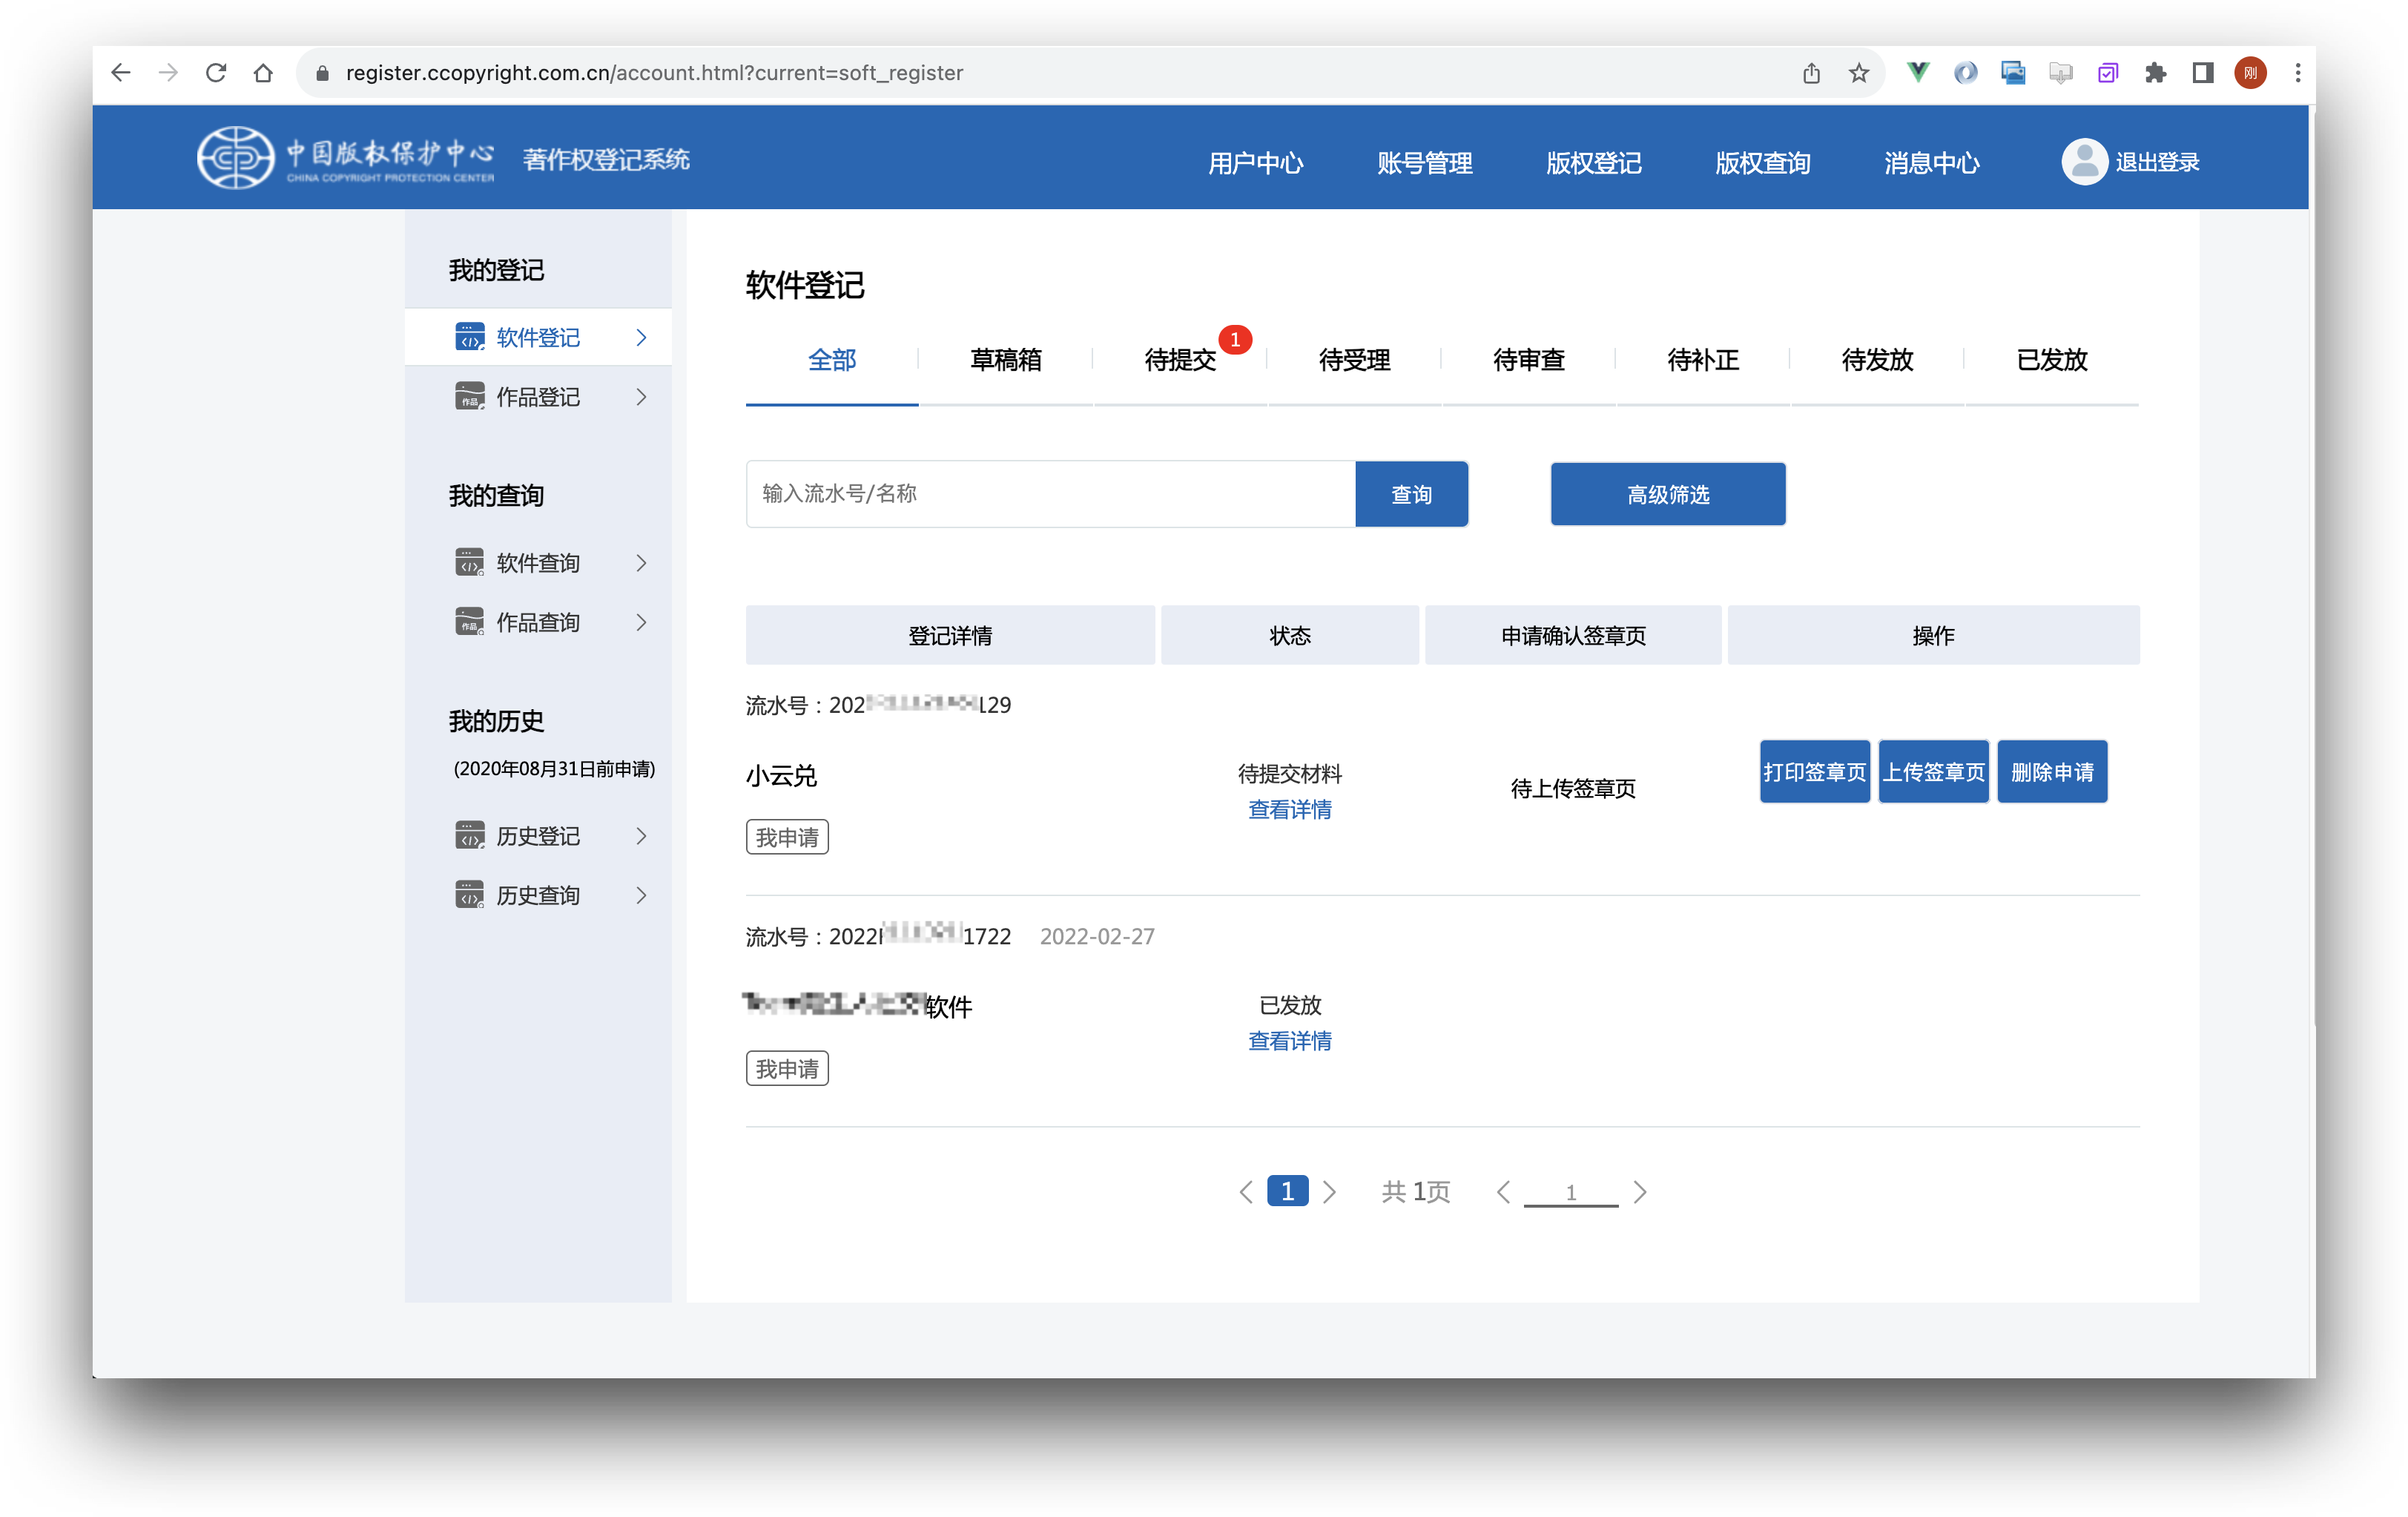 register.ccopyright.com.cn/account.html?current=soft_register
刚
中国版权保护中心
CHINA COPYRIGHT PROTECTION CENTER
著作权登记系统
用户中心 账号管理 版权登记 版权查询 消息中心 退出登录
我的登记
软件登记
作品登记
我的查询
软件查询
作品查询
我的历史
(2020年08月31日前申请)
历史登记
历史查询
软件登记
全部 草稿箱 待提交 1 待受理 待审查 待补正 待发放 已发放
输入流水号/名称 查询 高级筛选
登记详情 状态 申请确认签章页 操作
流水号：202 129
小云兑
我申请
待提交材料
查看详情
待上传签章页
打印签章页 上传签章页 删除申请
流水号：2022 1722 2022-02-27
软件
我申请
已发放
查看详情
1 共 1页 1